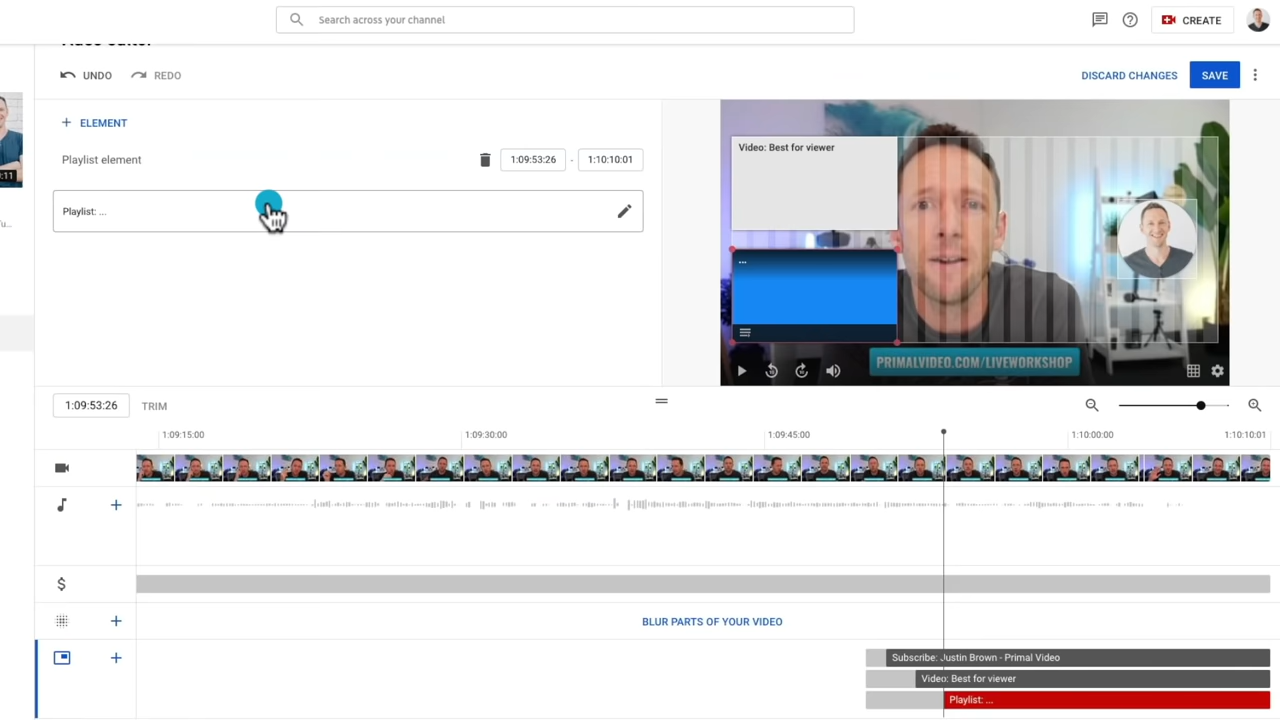 Search across your channel
CREATE
UNDO
REDO
DISCARD CHANGES
SAVE
:11
+ ELEMENT
Playlist element
1:09:53:26
-
1:10:10:01
Playlist: ...
Video: Best for viewer
...
PRIMALVIDEO.COM/LIVEWORKSHOP
1:09:53:26
TRIM
1:09:15:00
1:09:30:00
1:09:45:00
1:10:00:00
1:10:10:01
BLUR PARTS OF YOUR VIDEO
Subscribe: Justin Brown - Primal Video
Video: Best for viewer
Playlist: ...